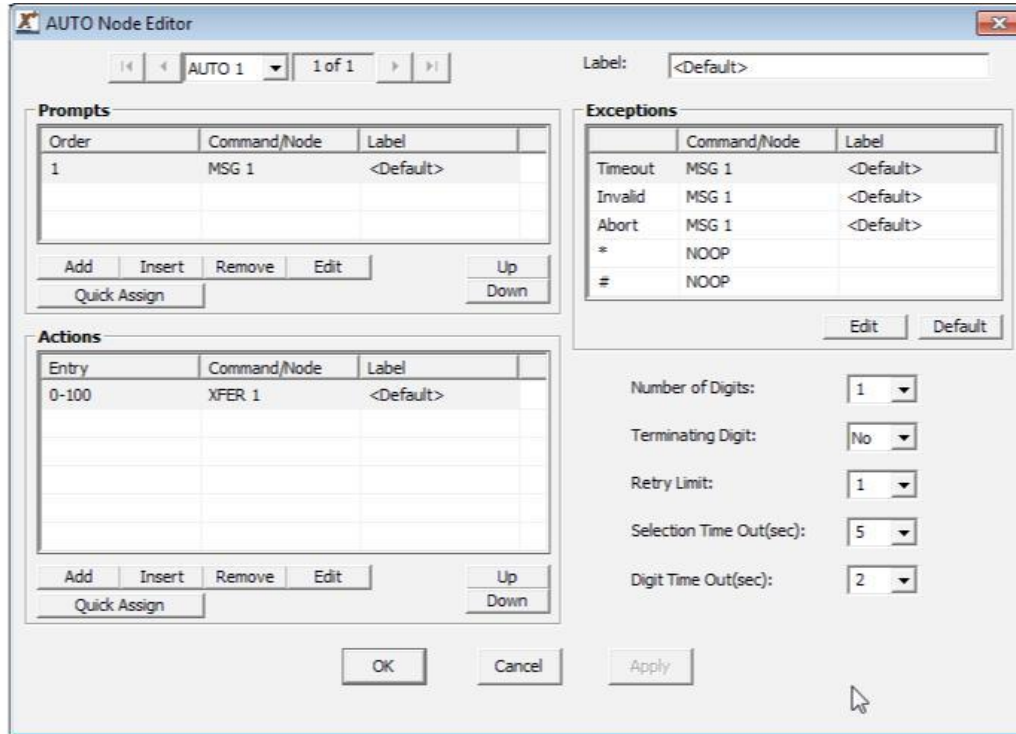 AUTO Node Editor
AUTO 1
1 of 1
Label:
<Default>
Prompts
Order Command/Node Label
1 MSG 1 <Default>
Add Insert Remove Edit Up
Quick Assign Down
Exceptions
Command/Node Label
Timeout MSG 1 <Default>
Invalid MSG 1 <Default>
Abort MSG 1 <Default>
* NOOP
# NOOP
Edit Default
Actions
Entry Command/Node Label
0-100 XFER 1 <Default>
Add Insert Remove Edit Up
Quick Assign Down
Number of Digits: 1
Terminating Digit: No
Retry Limit: 1
Selection Time Out(sec): 5
Digit Time Out(sec): 2
OK Cancel Apply